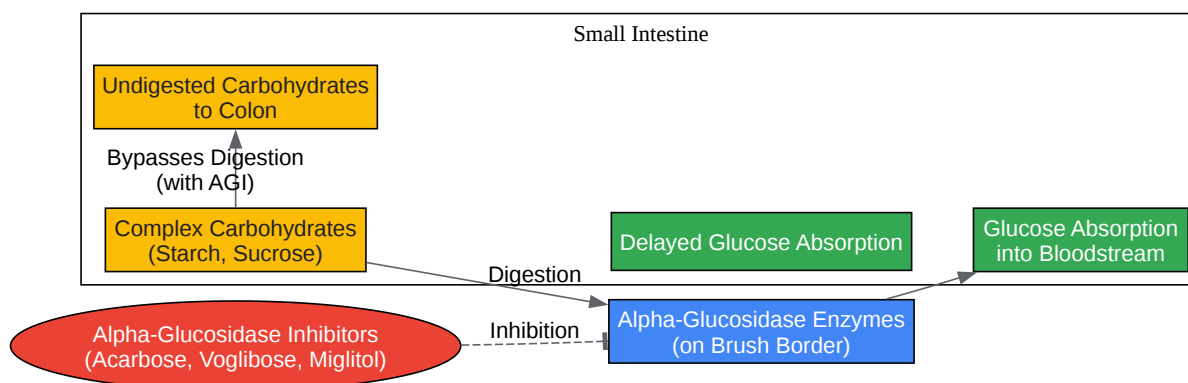 Small Intestine
Undigested Carbohydrates
to Colon
Bypasses Digestion
(with AGI)
Complex Carbohydrates
(Starch, Sucrose)
Delayed Glucose Absorption
Glucose Absorption
into Bloodstream
Digestion
Alpha-Glucosidase Inhibitors
(Acarbose, Voglibose, Miglitol)
Inhibition
Alpha-Glucosidase Enzymes
(on Brush Border)